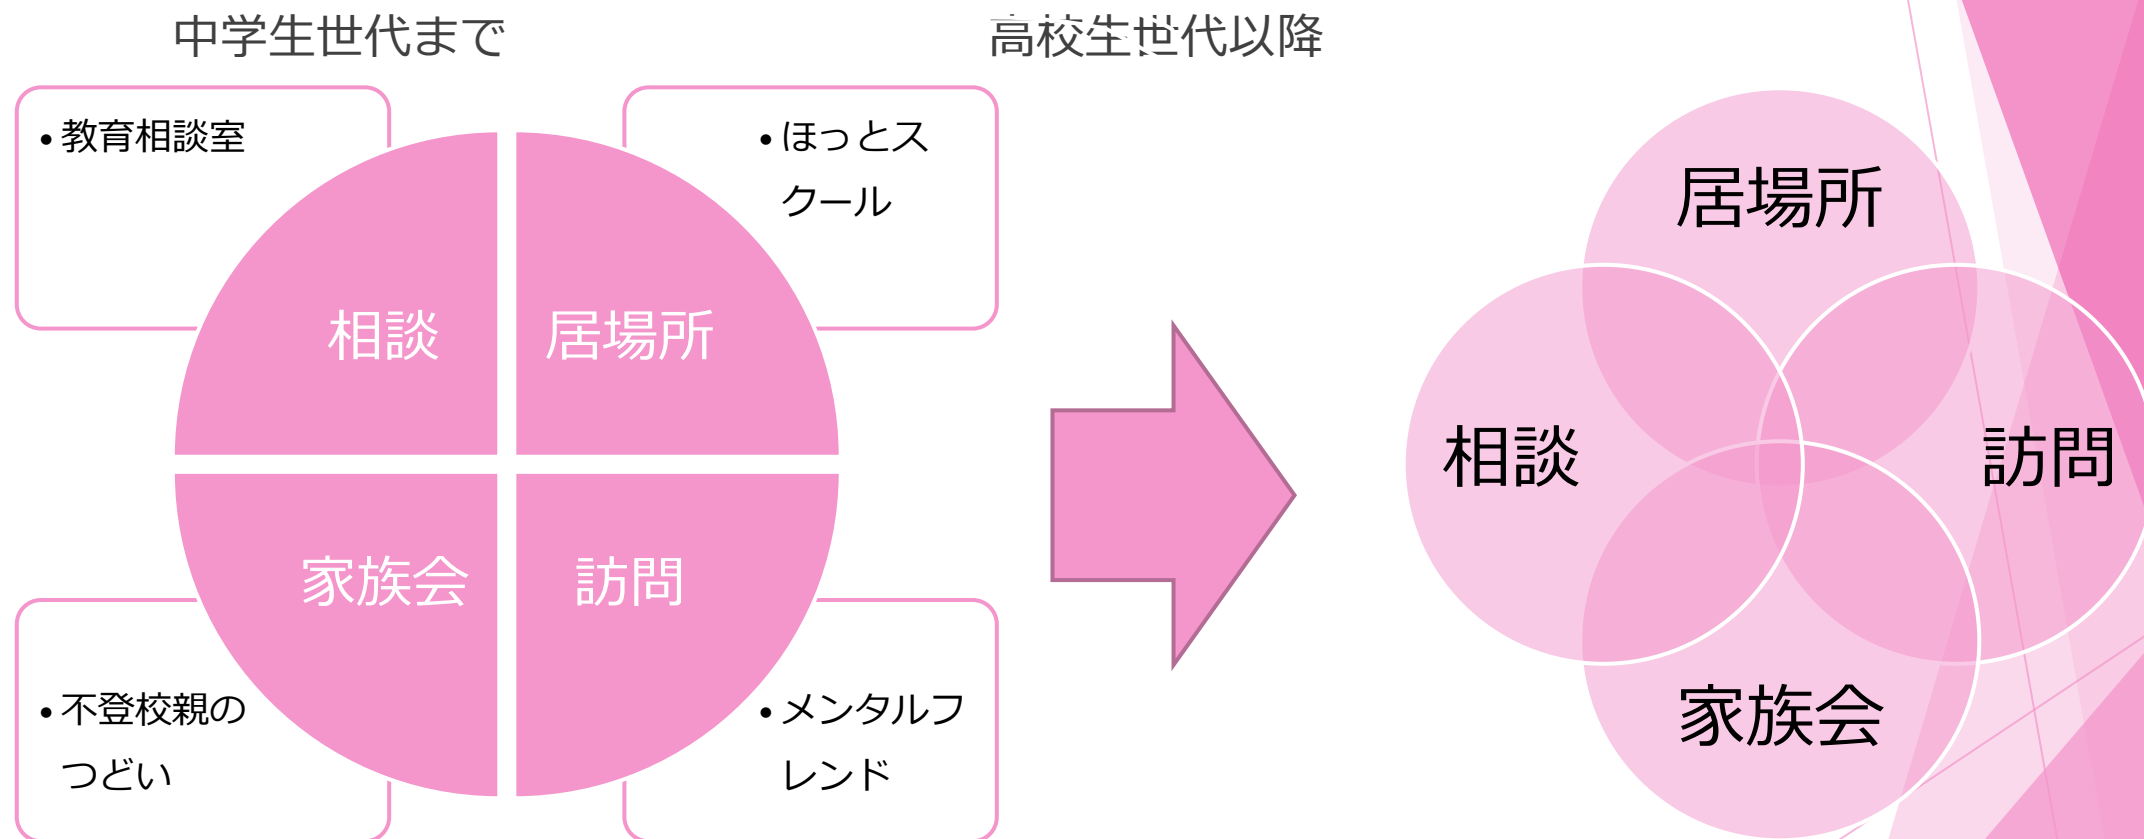 中学生世代まで
高校生世代以降
• 教育相談室
• ほっとス
クール
相談
居場所
家族会
訪問
• 不登校親の
つどい
• メンタルフ
レンド
居場所
相談
訪問
家族会